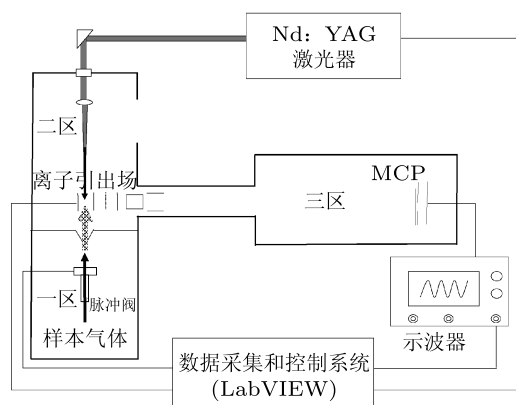 Nd：YAG
激光器
二区
离子引出场
MCP
三区
一区
脉冲阀
样本气体
示波器
数据采集和控制系统
(LabVIEW)